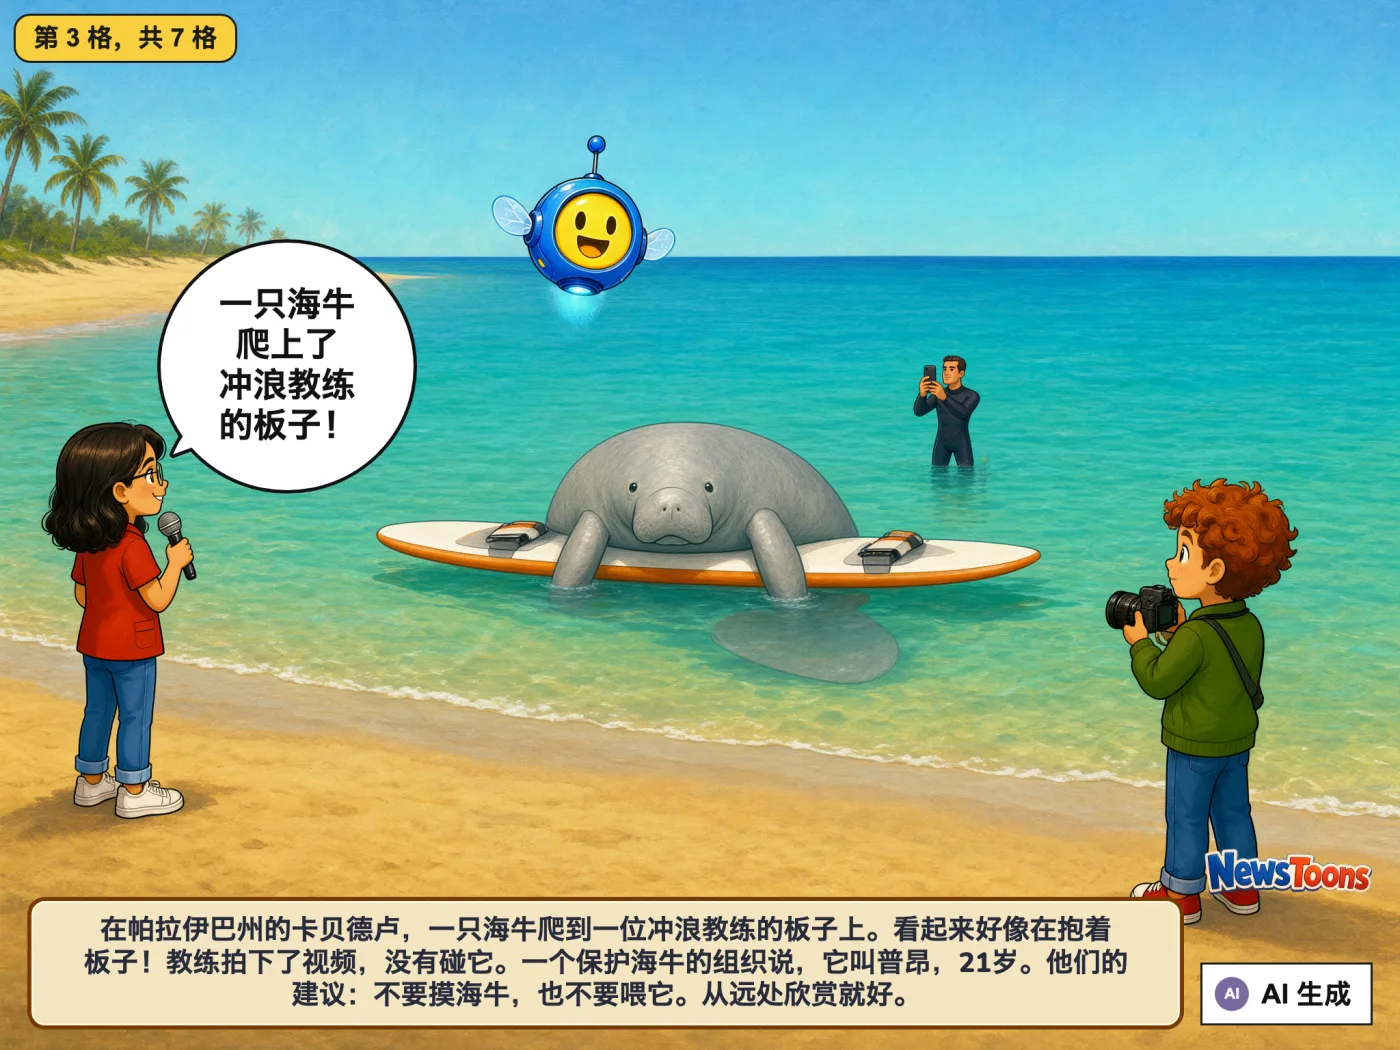 第 3 格，共 7 格
一只海牛
爬上了
冲浪教练
的板子！
NewsToons
在帕拉伊巴州的卡贝德卢，一只海牛爬到一位冲浪教练的板子上。看起来好像在抱着
板子！教练拍下了视频，没有碰它。一个保护海牛的组织说，它叫普昂，21岁。他们的
建议：不要摸海牛，也不要喂它。从远处欣赏就好。
AI AI 生成